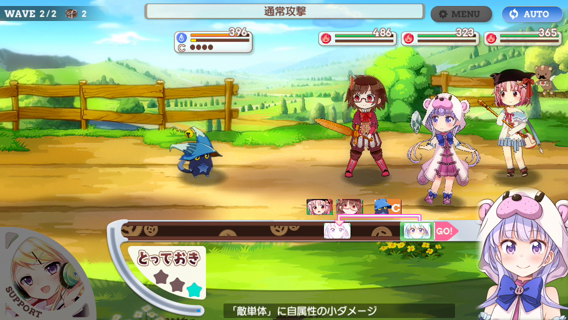 WAVE 2/2 2
通常攻撃
MENU
AUTO
396
C
486
323
365
C
GO!
とっておき
SUPPORT
「敵単体」に自属性の小ダメージ